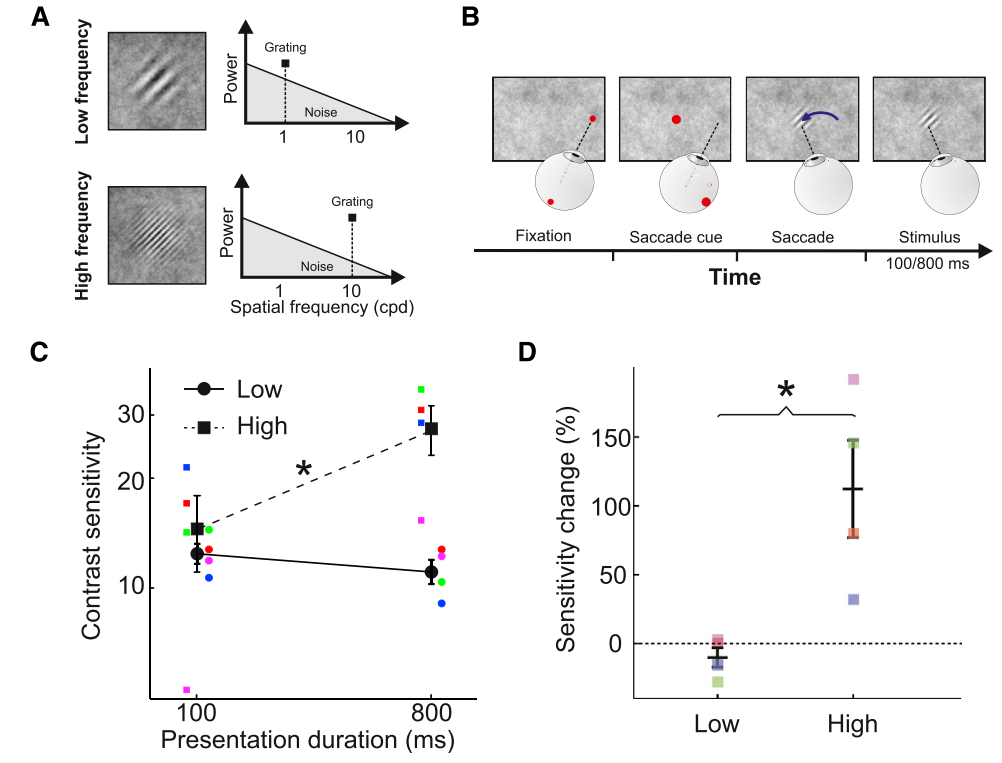 A
Low frequency
Power
Grating
Noise
1 10
High frequency
Power
Grating
Noise
1 10
Spatial frequency (cpd)
B
Fixation
Saccade cue
Saccade
Stimulus
100/800 ms
Time
C
Contrast sensitivity
Low
High
*
30
20
10
100 800
Presentation duration (ms)
D
Sensitivity change (%)
*
150
100
50
0
Low High